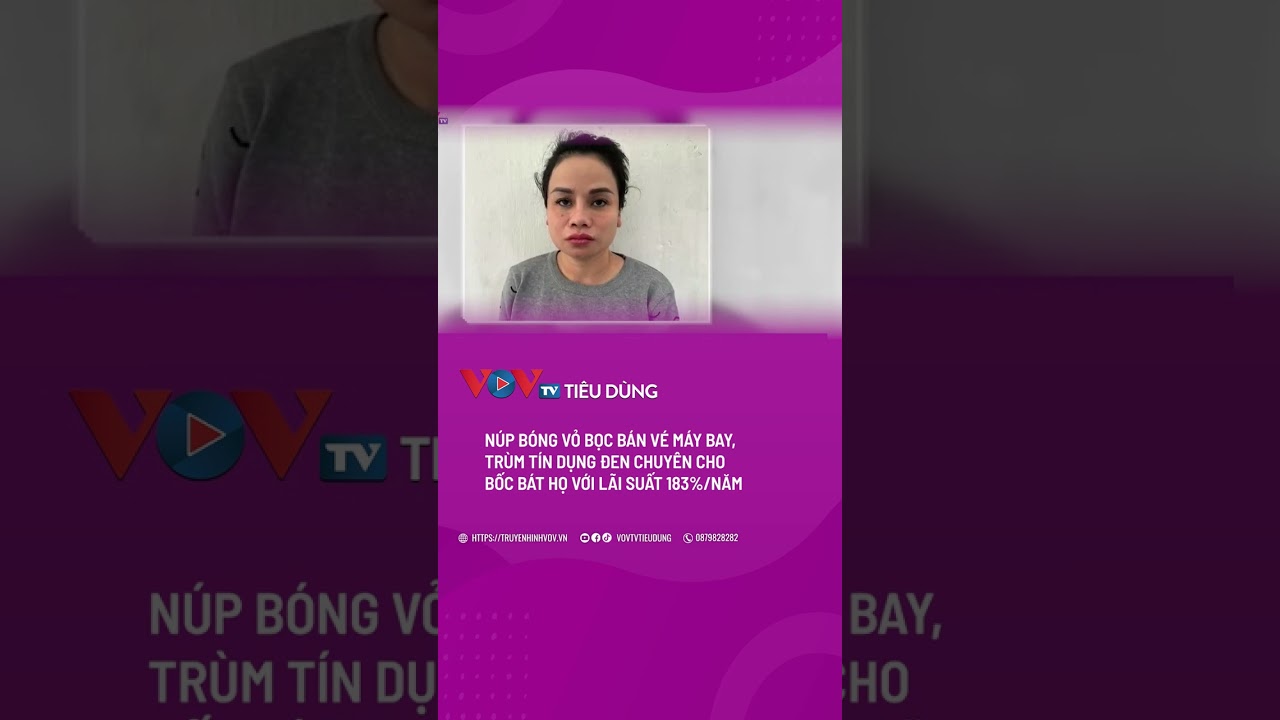 TV
VOV TV TIÊU DÙNG
NÚP BÓNG VỎ BỌC BÁN VÉ MÁY BAY,
TRÙM TÍN DỤNG ĐEN CHUYÊN CHO
BỐC BÁT HỌ VỚI LÃI SUẤT 183%/NĂM
HTTPS://TRUYENHINHVOV.VN VOVTVTIEUDUNG 0879828282
VOV TV TI
NÚP BÓNG VỎ BAY,
TRÙM TÍN DỤ CHO